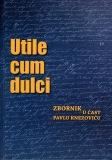 Utile
cum
dulci
ZBORNIK
U ČAST
PAVLU KNEZOVIĆU